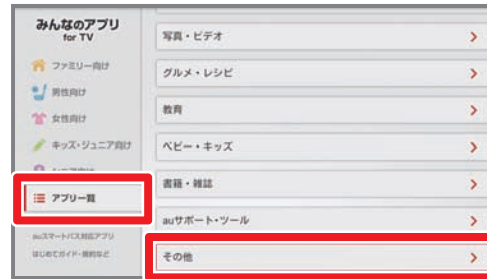 みんなのアプリ
for TV
ファミリー向け
男性向け
女性向け
キッズ・ジュニア向け
アプリ一覧
auスマートパス対応アプリ
はじめてガイド・規約など
写真・ビデオ
グルメ・レシピ
教育
ベビー・キッズ
書籍・雑誌
auサポート・ツール
その他